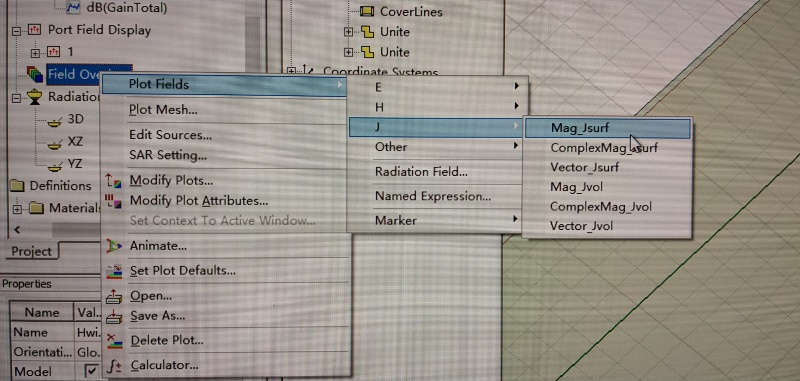 dB(GainTotal)
Port Field Display
1
Field Over
Radiatio
3D
XZ
YZ
Definitions
Materials
Project
Properties
Name Val...
Name Hwi...
Orientati... Glo...
Model
CoverLines
Unite
Unite
Coordinate Systems
Plot Fields
Plot Mesh...
Edit Sources...
SAR Setting...
Modify Plots...
Modify Plot Attributes...
Set Context To Active Window...
Animate...
Set Plot Defaults...
Open...
Save As...
Delete Plot...
Calculator...
E
H
J
Other
Radiation Field...
Named Expression...
Marker
Mag_Jsurf
ComplexMag_Jsurf
Vector_Jsurf
Mag_Jvol
ComplexMag_Jvol
Vector_Jvol